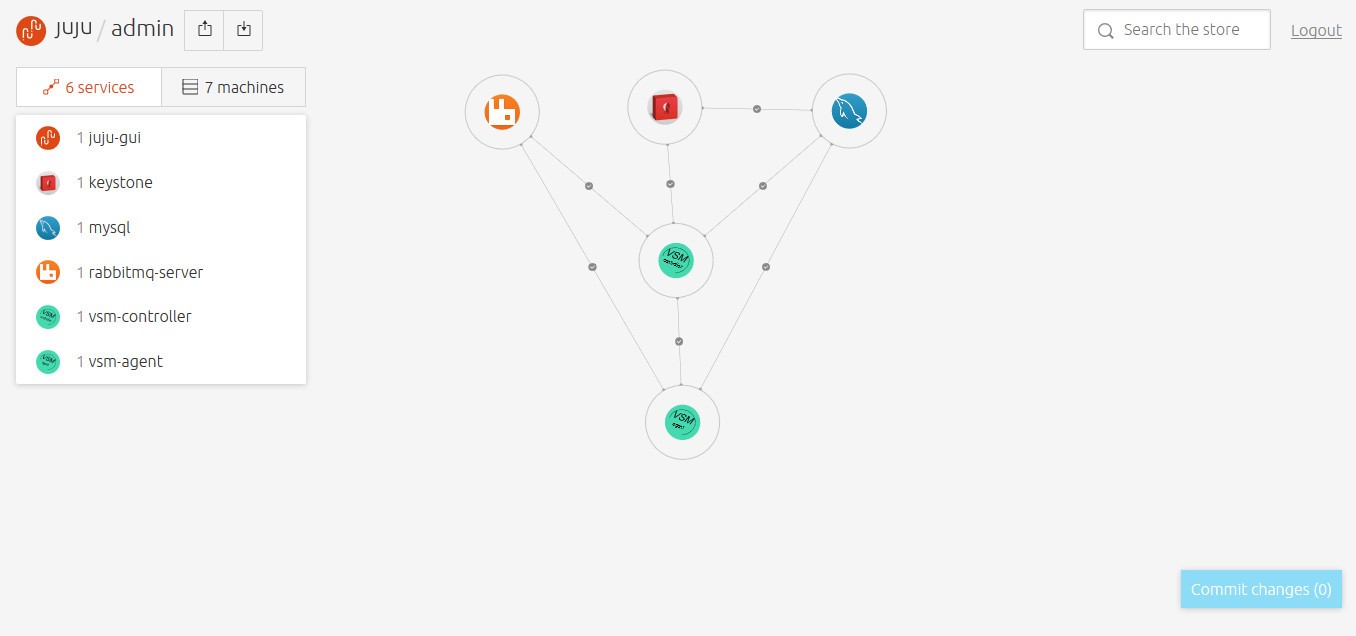 juju / admin
Search the store
Logout
6 services
7 machines
1 juju-gui
1 keystone
1 mysql
1 rabbitmq-server
1 vsm-controller
1 vsm-agent
VSM
VSM
agent
Commit changes (0)